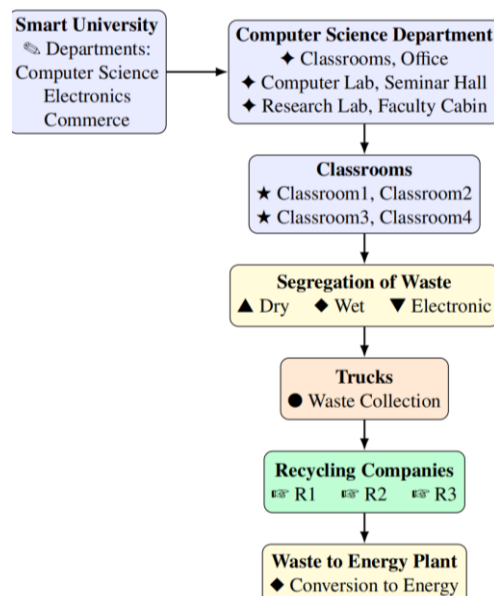 Smart University
✎ Departments:
Computer Science
Electronics
Commerce
Computer Science Department
✦ Classrooms, Office
✦ Computer Lab, Seminar Hall
✦ Research Lab, Faculty Cabin
Classrooms
★ Classroom1, Classroom2
★ Classroom3, Classroom4
Segregation of Waste
▲ Dry ◆ Wet ▼ Electronic
Trucks
● Waste Collection
Recycling Companies
☞ R1 ☞ R2 ☞ R3
Waste to Energy Plant
◆ Conversion to Energy